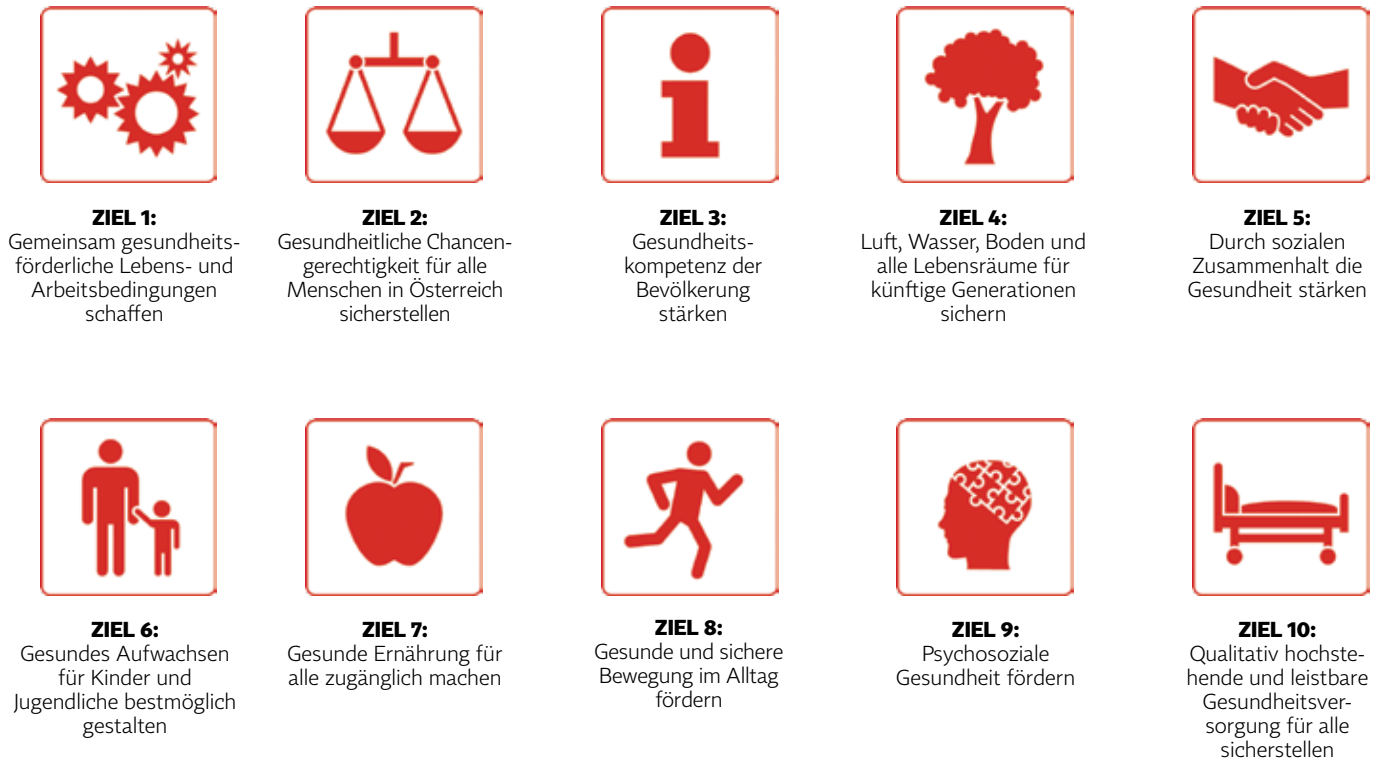 ZIEL 1:
Gemeinsam gesundheits-
förderliche Lebens- und
Arbeitsbedingungen
schaffen
ZIEL 2:
Gesundheitliche Chancen-
gerechtigkeit für alle
Menschen in Österreich
sicherstellen
ZIEL 3:
Gesundheits-
kompetenz der
Bevölkerung
stärken
ZIEL 4:
Luft, Wasser, Boden und
alle Lebensräume für
künftige Generationen
sichern
ZIEL 5:
Durch sozialen
Zusammenhalt die
Gesundheit stärken
ZIEL 6:
Gesundes Aufwachsen
für Kinder und
Jugendliche bestmöglich
gestalten
ZIEL 7:
Gesunde Ernährung für
alle zugänglich machen
ZIEL 8:
Gesunde und sichere
Bewegung im Alltag
fördern
ZIEL 9:
Psychosoziale
Gesundheit fördern
ZIEL 10:
Qualitativ hochste-
hende und leistbare
Gesundheitsver-
sorgung für alle
sicherstellen